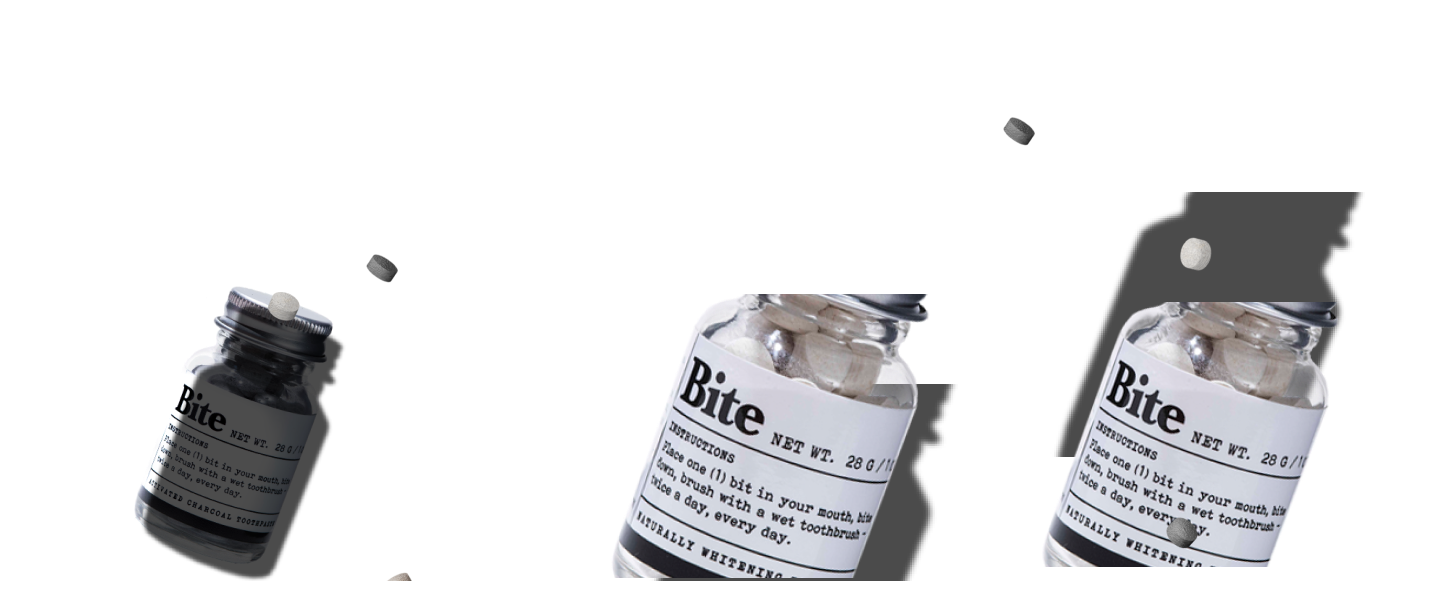 Bite
NET WT. 28 G /
INSTRUCTIONS
Place one (1) bit in your mouth, bite
down, brush with a wet toothbrush
twice a day, every day.
ACTIVATED CHARCOAL TOOTHPASTE
Bite
NET WT. 28 G / 1
INSTRUCTIONS
Place one (1) bit in your mouth, bite
down, brush with a wet toothbrush -
twice a day, every day.
NATURALLY WHITENING
Bite
NET WT. 28 G / 1
INSTRUCTIONS
Place one (1) bit in your mouth, bite
down, brush with a wet toothbrush -
twice a day, every y.
NATURALLY WHITENING